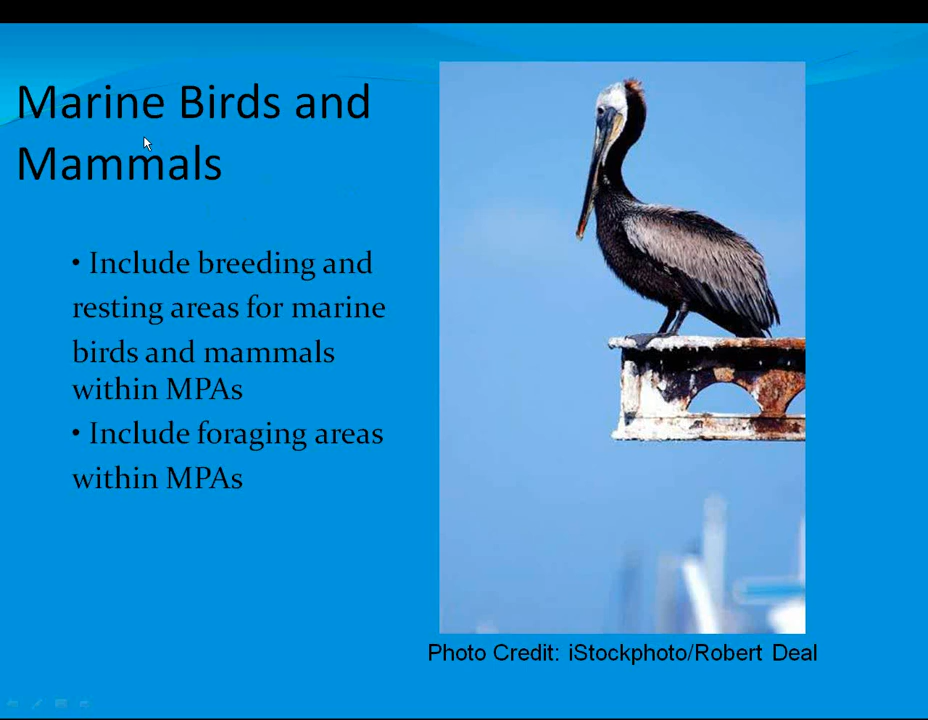 Marine Birds and
Mammals
• Include breeding and
resting areas for marine
birds and mammals
within MPAs
• Include foraging areas
within MPAs
Photo Credit: iStockphoto/Robert Deal